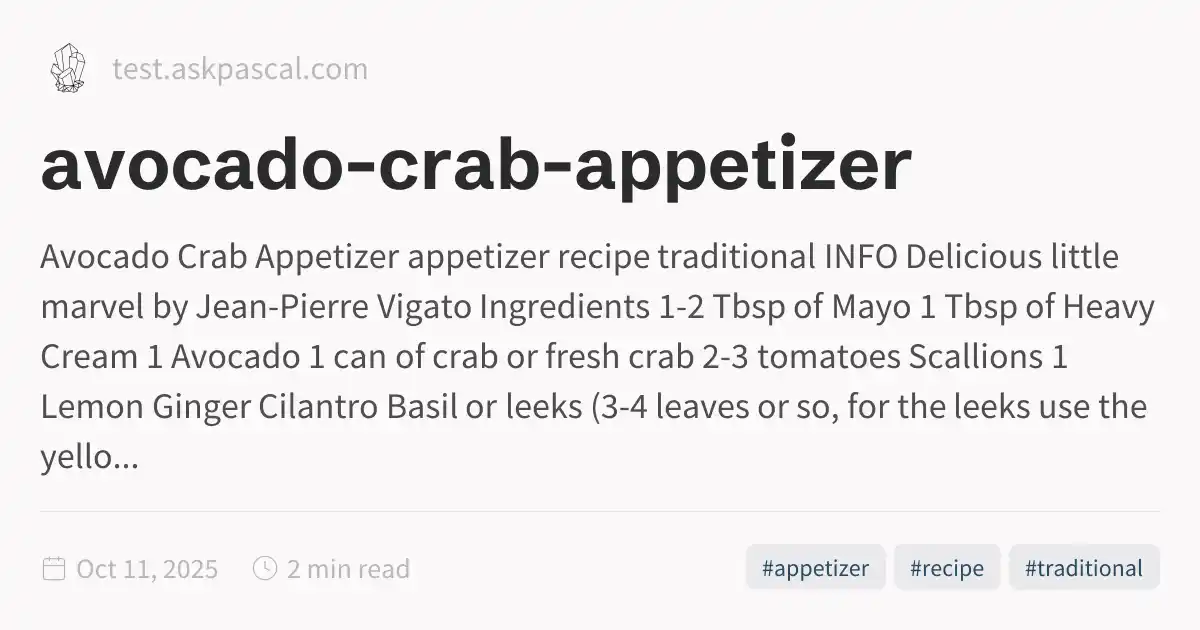 test.askpascal.com
avocado-crab-appetizer
Avocado Crab Appetizer appetizer recipe traditional INFO Delicious little
marvel by Jean-Pierre Vigato Ingredients 1-2 Tbsp of Mayo 1 Tbsp of Heavy
Cream 1 Avocado 1 can of crab or fresh crab 2-3 tomatoes Scallions 1
Lemon Ginger Cilantro Basil or leeks (3-4 leaves or so, for the leeks use the
yello...
Oct 11, 2025 2 min read #appetizer #recipe #traditional